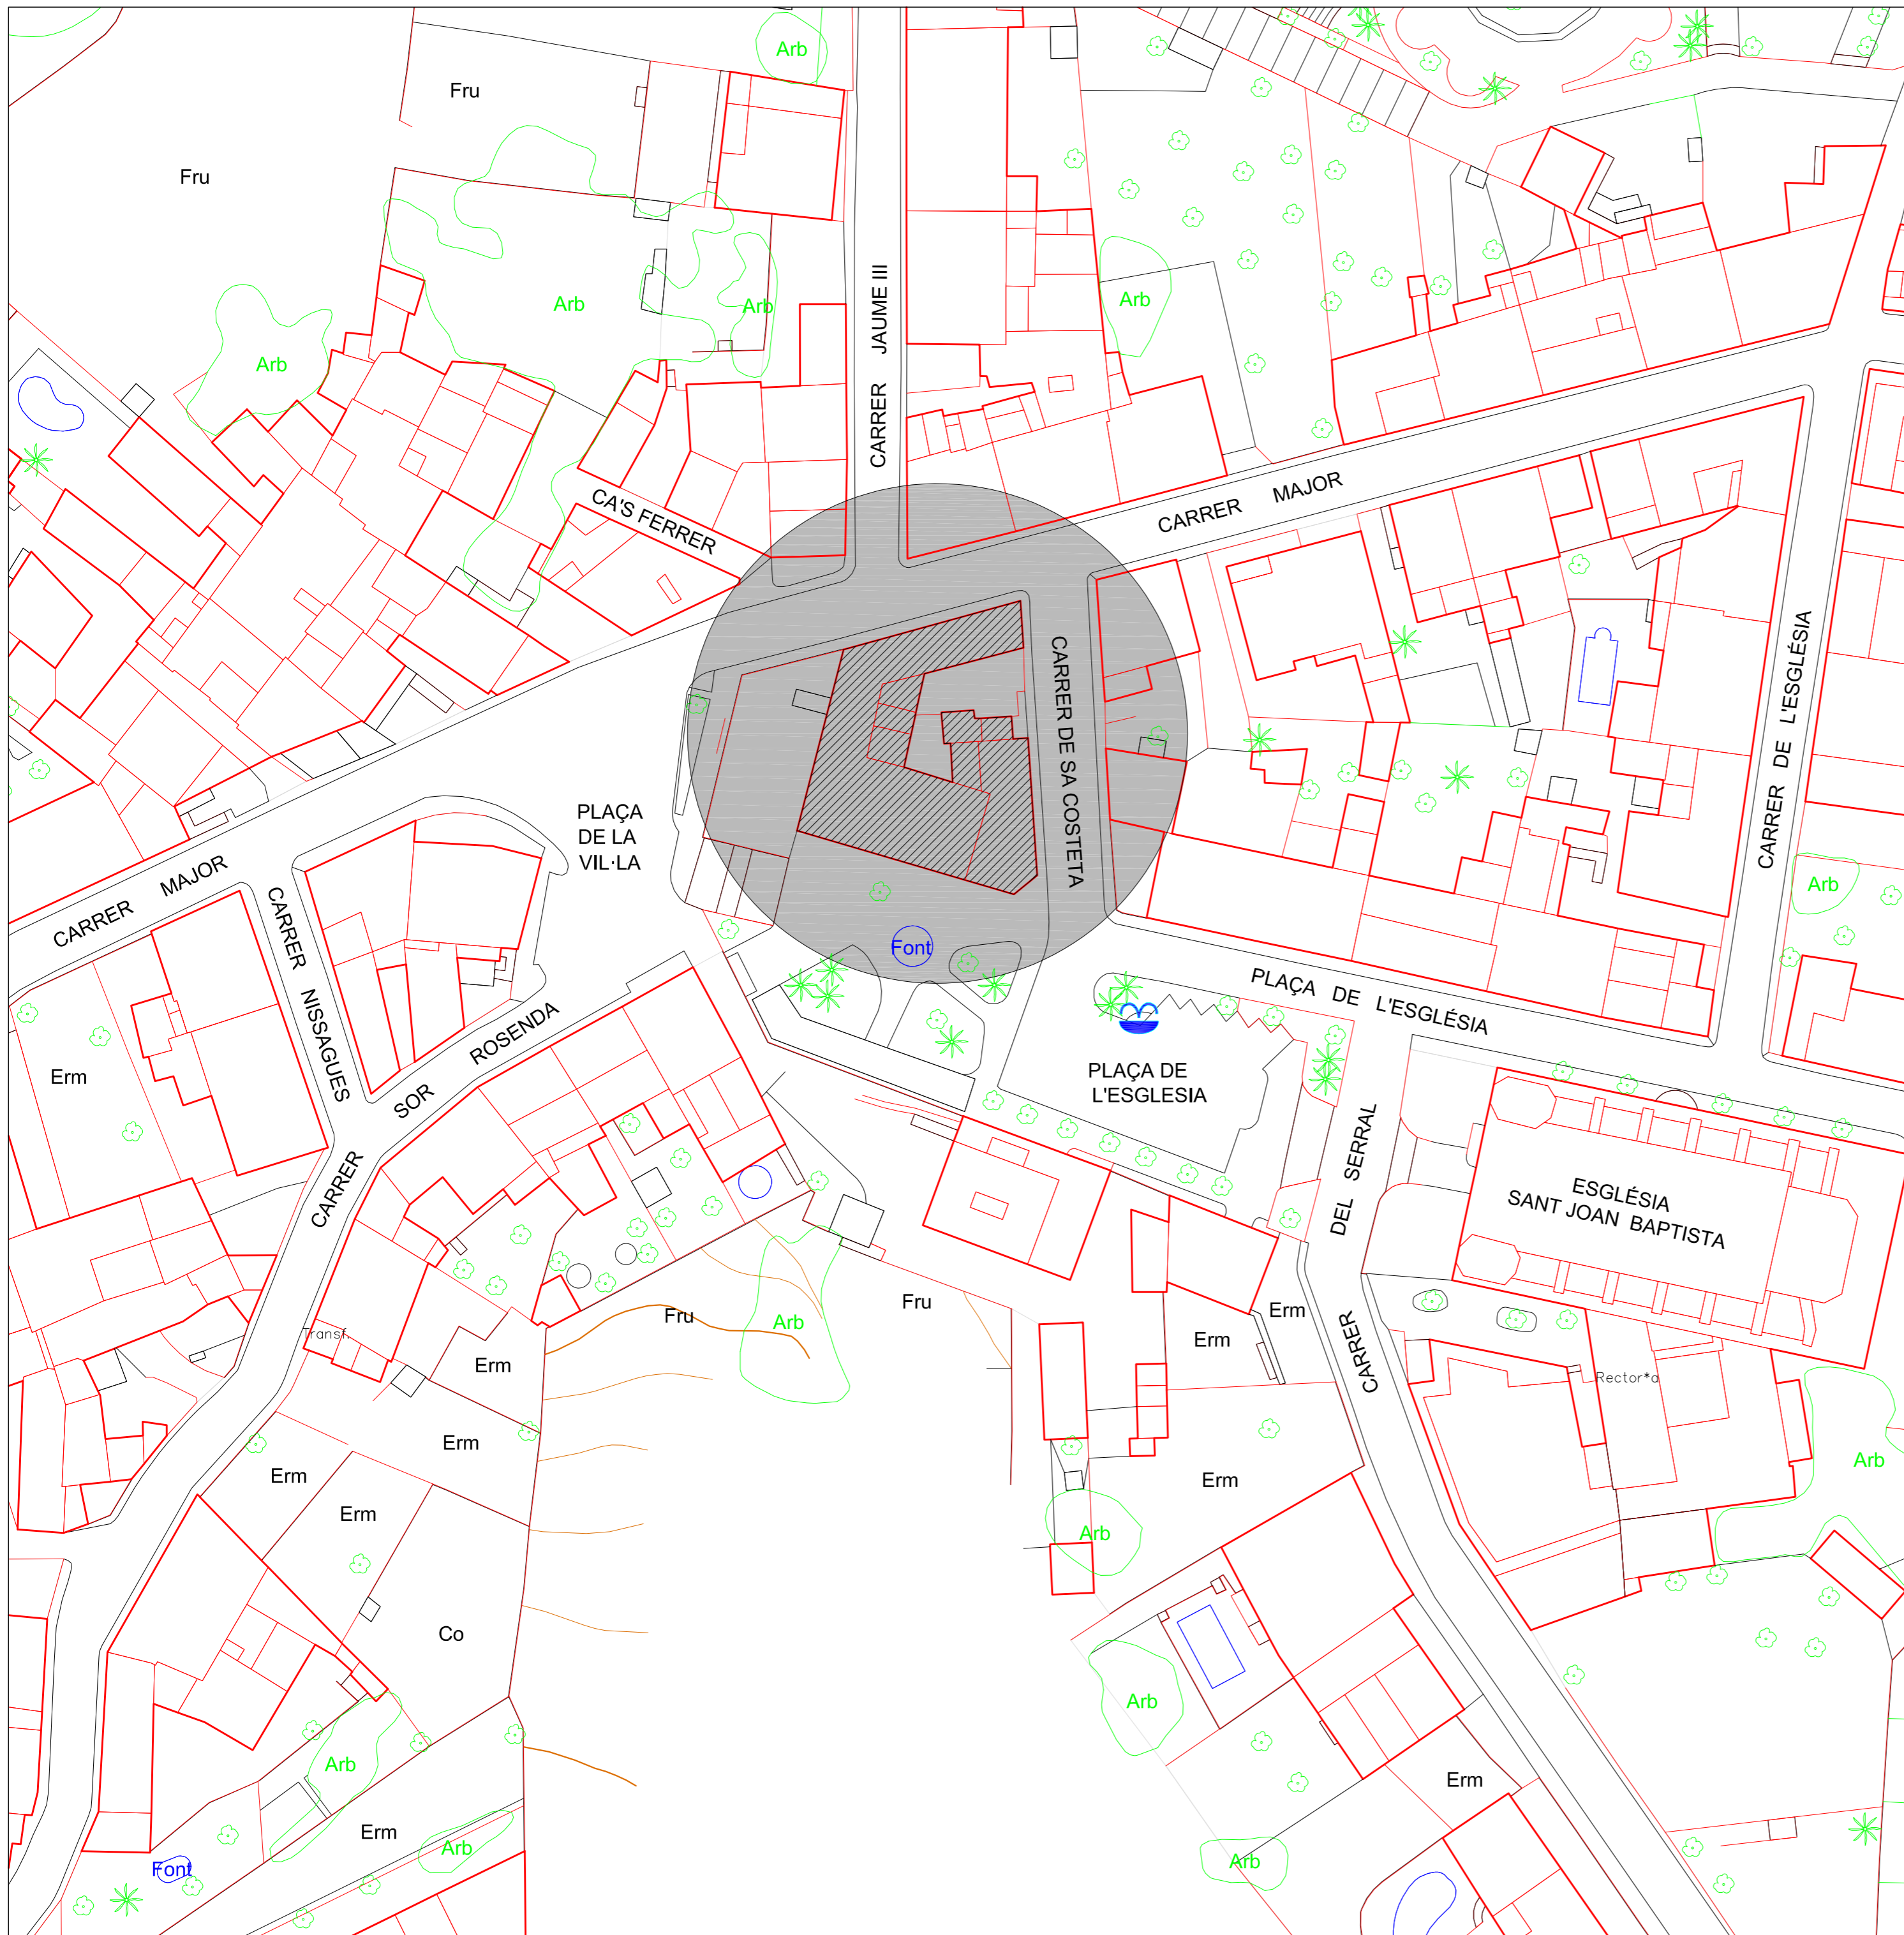 Arb
Fru
Fru
CARRER JAUME III
Arb
Arb
Arb
Arb
CA'S FERRER
CARRER MAJOR
CARRER DE SA COSTETA
CARRER DE L'ESGLÉSIA
PLAÇA
DE LA
VIL·LA
CARRER MAJOR
CARRER NISSAGUES
Arb
Font
PLAÇA DE L'ESGLÉSIA
CARRER SOR ROSENDA
Erm
PLAÇA DE
L'ESGLESIA
CARRER DEL SERRAL
ESGLÉSIA
SANT JOAN BAPTISTA
Fru
Fru
Arb
Erm
Erm
Transf.
Erm
Rector*a
Erm
Erm
Erm
Erm
Arb
Arb
Co
Arb
Arb
Erm
Erm
Arb
Arb
Font